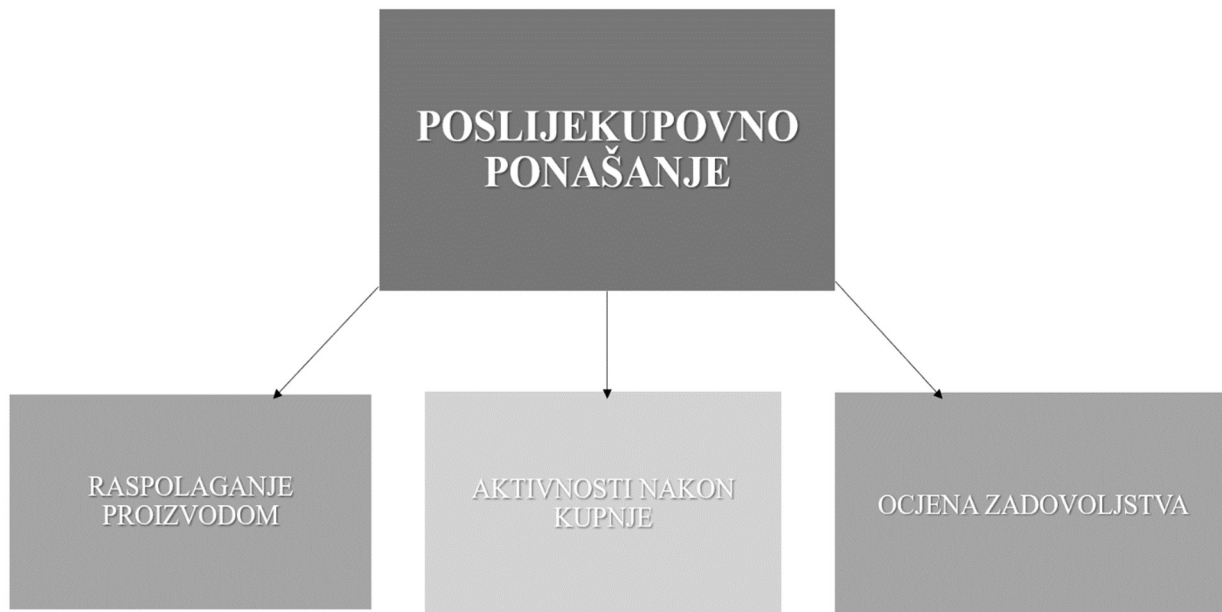 POSLIJEKUPOVNO
PONAŠANJE
RASPOLAGANJE
PROIZVODOM
AKTIVNOSTI NAKON
KUPNJE
OCJENA ZADOVOLJSTVA